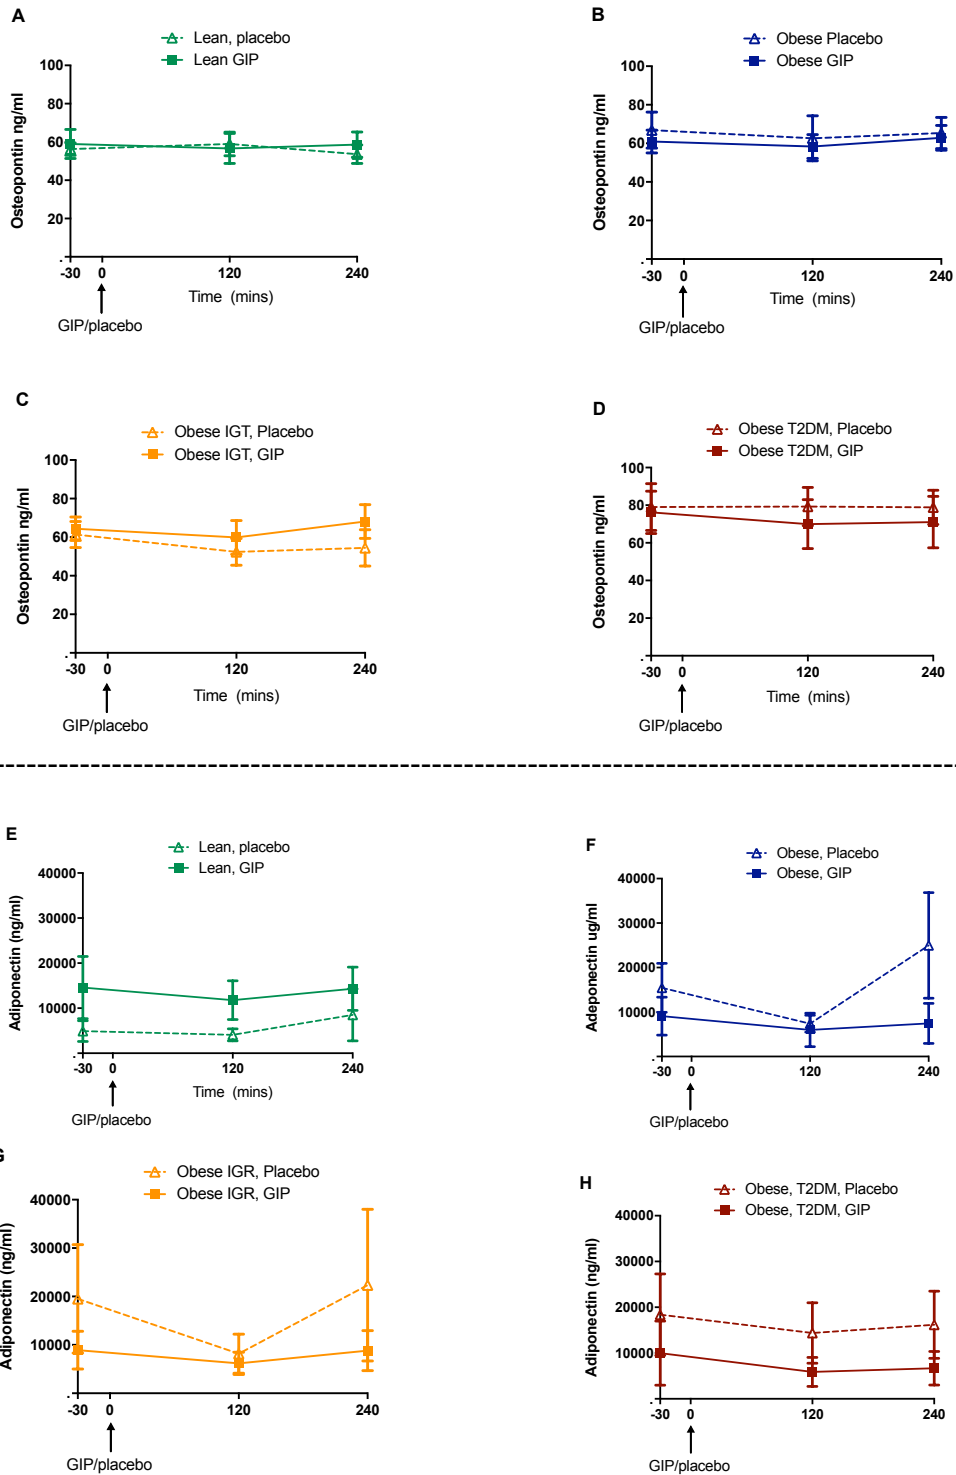 A
Lean, placebo
Lean GIP
Osteopontin ng/ml
100
80
60
40
20
-30 0 120 240
Time (mins)
GIP/placebo
B
Obese Placebo
Obese GIP
Osteopontin ng/ml
100
80
60
40
20
-30 0 120 240
Time (mins)
GIP/placebo
C
Obese IGT, Placebo
Obese IGT, GIP
Osteopontin ng/ml
100
80
60
40
20
-30 0 120 240
Time (mins)
GIP/placebo
D
Obese T2DM, Placebo
Obese T2DM, GIP
Osteopontin ng/ml
100
80
60
40
20
-30 0 120 240
Time (mins)
GIP/placebo
E
Lean, placebo
Lean, GIP
Adiponectin (ng/ml)
40000
30000
20000
10000
-30 0 120 240
Time (mins)
GIP/placebo
F
Obese, Placebo
Obese, GIP
Adeponectin ug/ml
40000
30000
20000
10000
-30 0 120 240
GIP/placebo
G
Obese IGR, Placebo
Obese IGR, GIP
Adiponectin (ng/ml)
40000
30000
20000
10000
-30 0 120 240
GIP/placebo
H
Obese, T2DM, Placebo
Obese, T2DM, GIP
Adiponectin (ng/ml)
40000
30000
20000
10000
-30 0 120 240
GIP/placebo